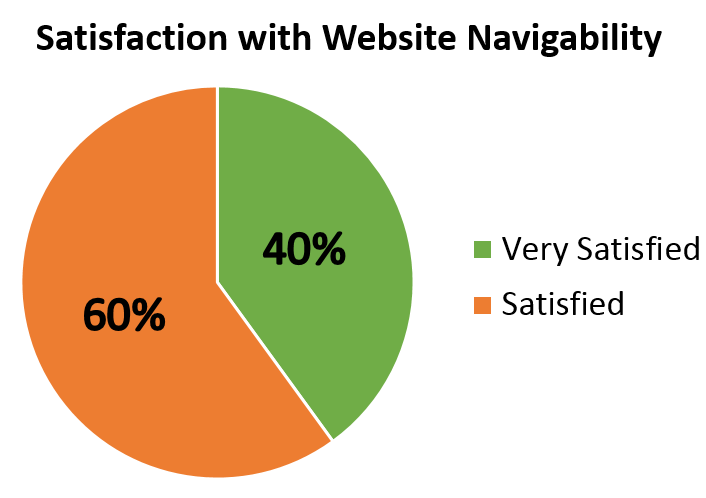 Satisfaction with Website Navigability
40%
60%
Very Satisfied
Satisfied